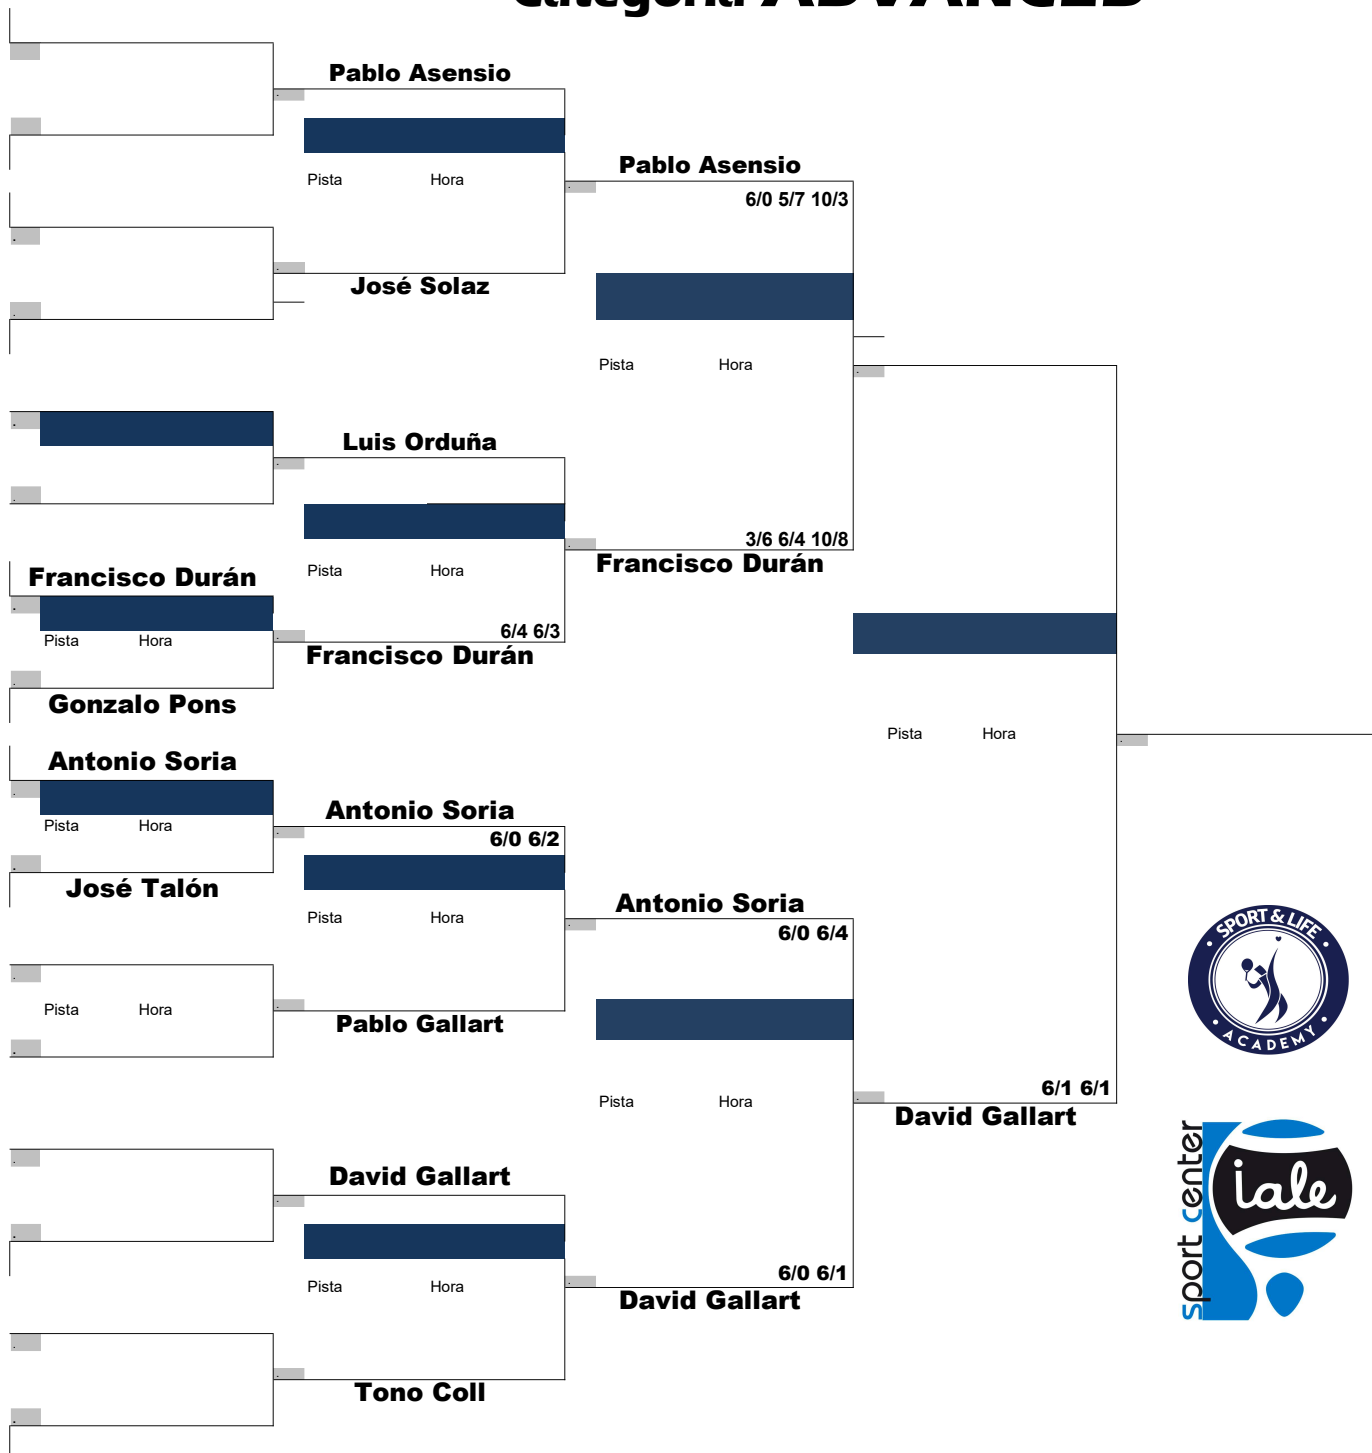 Categoría ADVANCED
Pablo Asensio
Pista Hora
José Solaz
Pablo Asensio
6/0 5/7 10/3
Pista Hora
Luis Orduña
Pista Hora
3/6 6/4 10/8
Francisco Durán
Francisco Durán
Pista Hora
6/4 6/3
Francisco Durán
Gonzalo Pons
Pista Hora
Antonio Soria
Pista Hora
José Talón
Antonio Soria
6/0 6/2
Pista Hora
Antonio Soria
6/0 6/4
Pista Hora
Pablo Gallart
Pista Hora
6/1 6/1
David Gallart
David Gallart
Pista Hora
6/0 6/1
David Gallart
Tono Coll
SPORT & LIFE
ACADEMY
sport center
iale